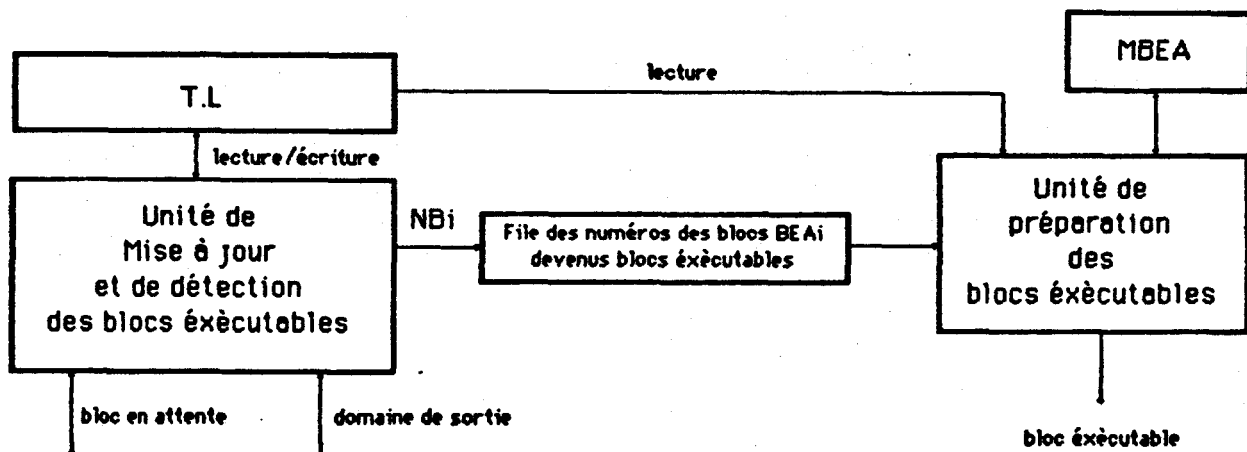 MBEA
lecture
T.L
lecture/écriture
Unité de
Mise à jour
et de détection
des blocs éxècutables
NBi
File des numéros des blocs BEAi
devenus blocs éxècutables
Unité de
préparation
des
blocs éxècutables
bloc en attente
domaine de sortie
bloc éxècutable